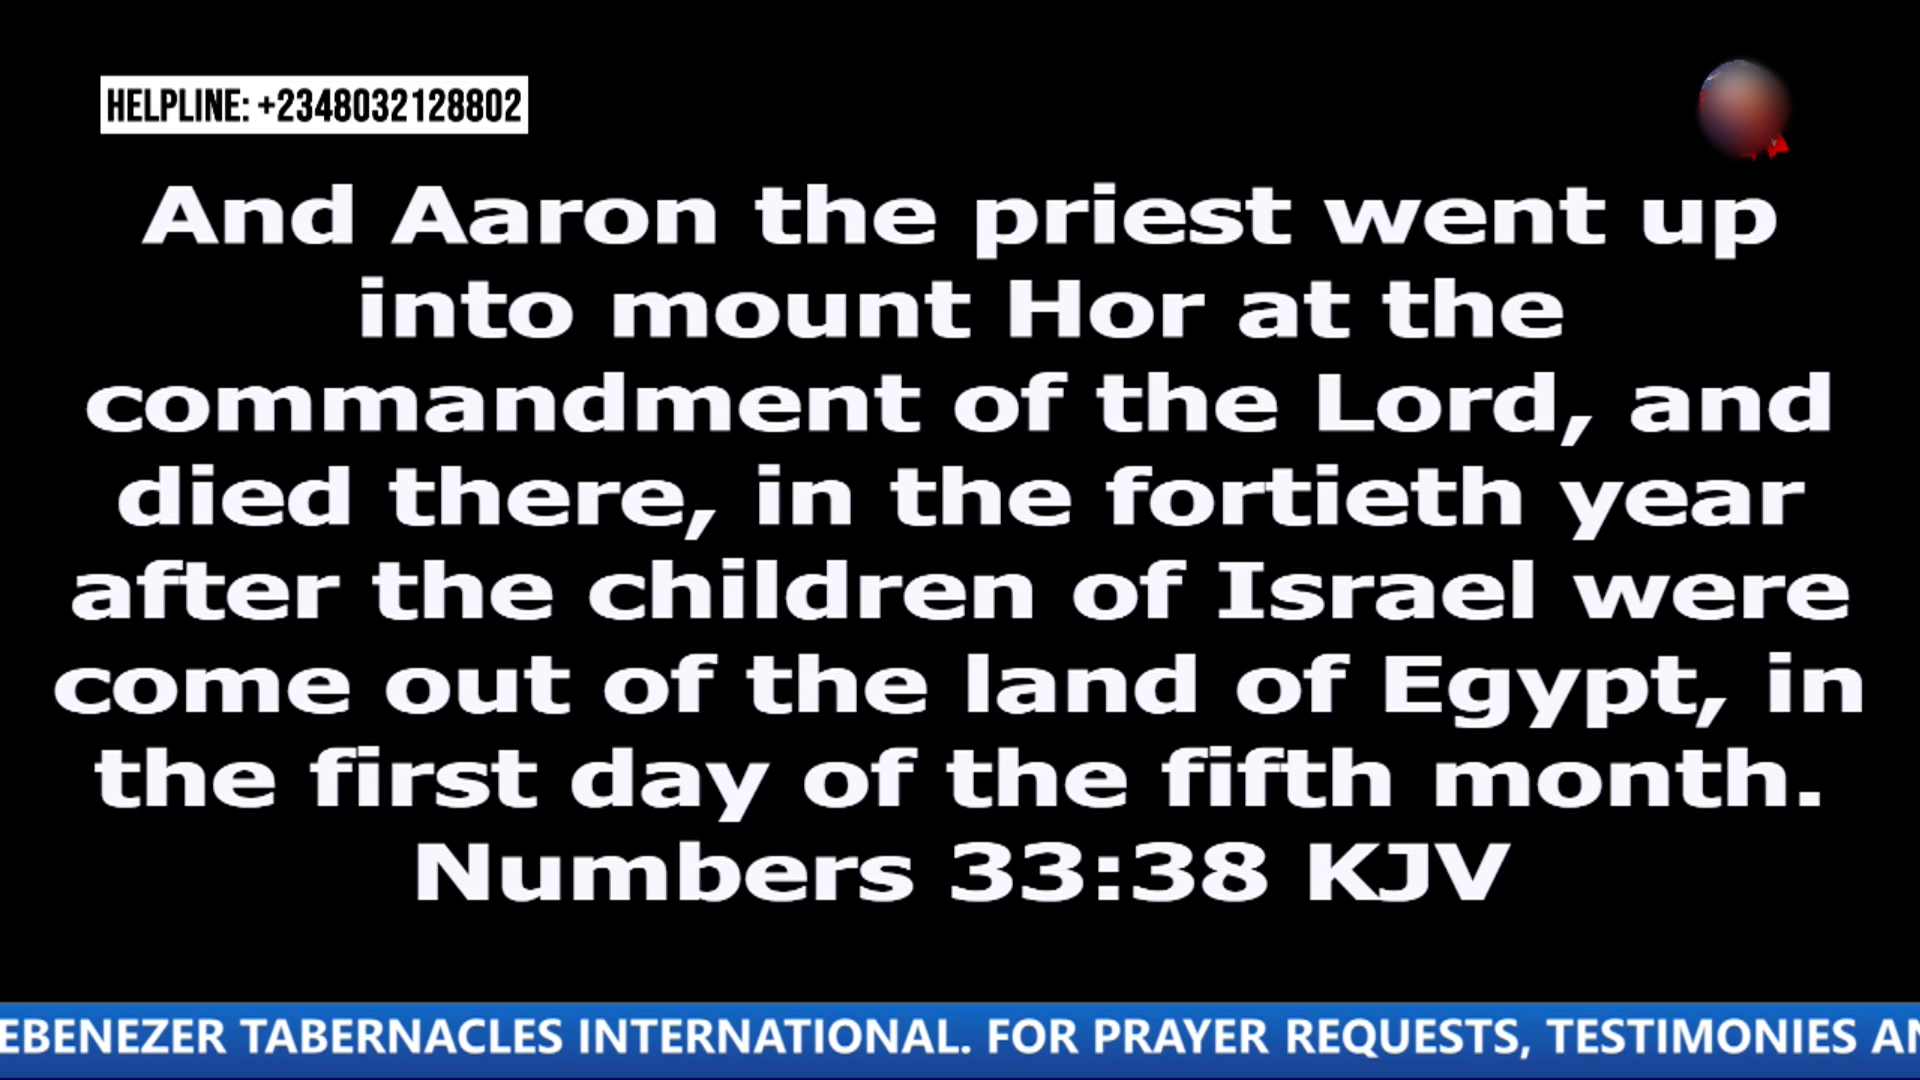 HELPLINE: +2348032128802
And Aaron the priest went up
into mount Hor at the
commandment of the Lord, and
died there, in the fortieth year
after the children of Israel were
come out of the land of Egypt, in
the first day of the fifth month.
Numbers 33:38 KJV
EBENEZER TABERNACLES INTERNATIONAL. FOR PRAYER REQUESTS, TESTIMONIES AN